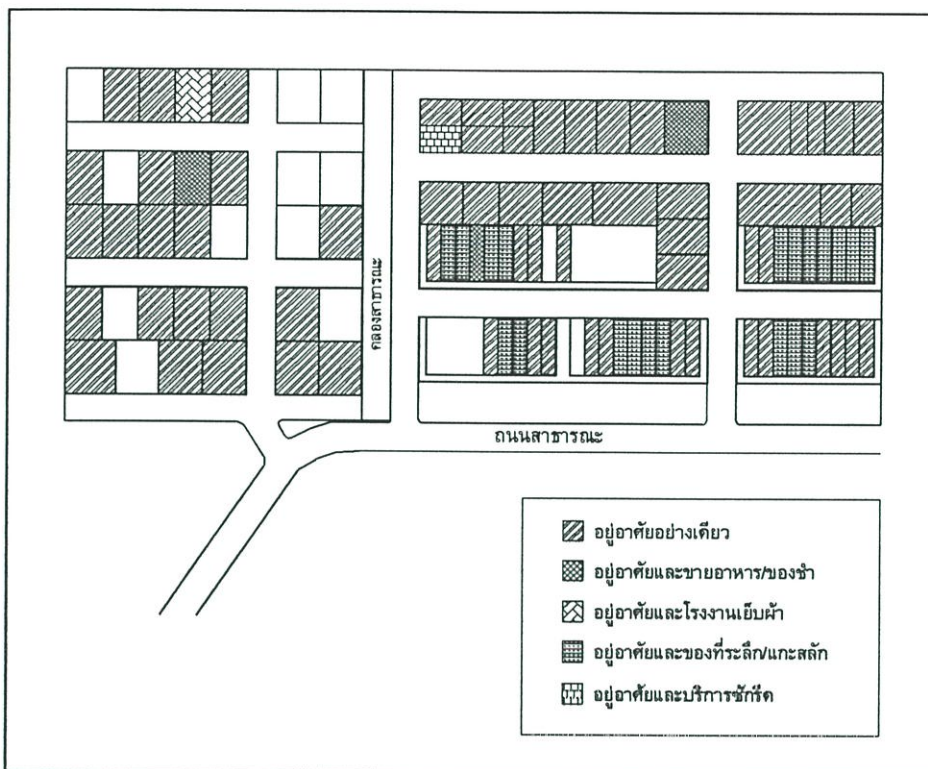 คลองสาธารณะ
ถนนสาธารณะ
อยู่อาศัยอย่างเดียว
อยู่อาศัยและขายอาหาร/ของชำ
อยู่อาศัยและโรงงานเย็บผ้า
อยู่อาศัยและของที่ระลึก/แกะสลัก
อยู่อาศัยและบริการซักรีด